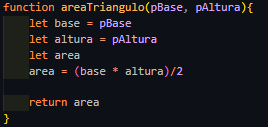 function areaTriangulo(pBase, pAltura){
    let base = pBase
    let altura = pAltura
    let area
    area = (base * altura)/2

    return area
}